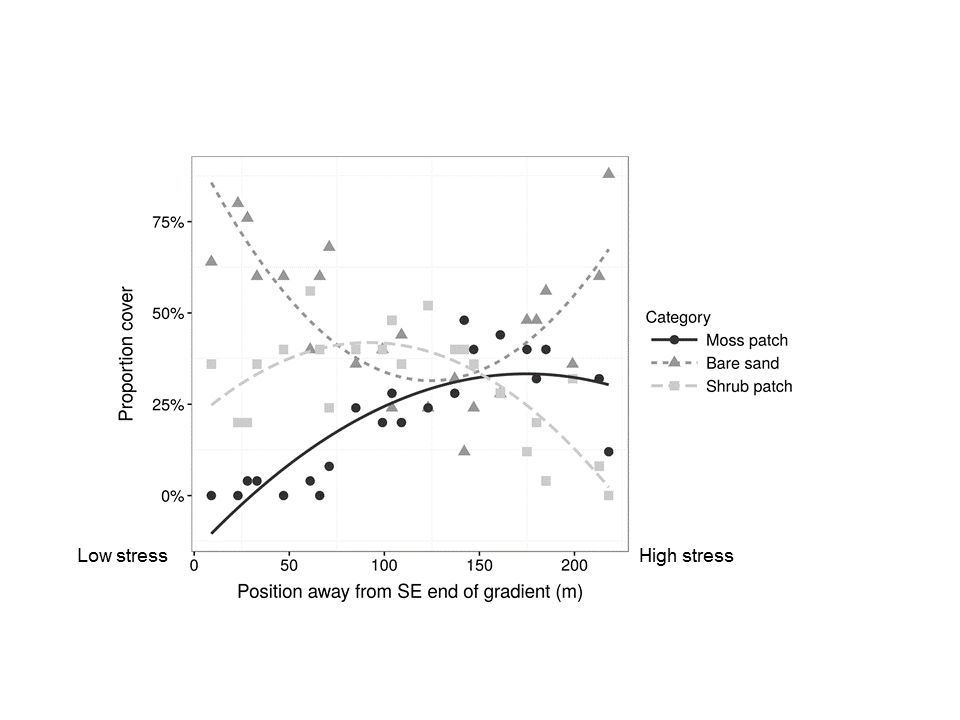 75%
50%
25%
0%
Proportion cover
Low stress
0 50 100 150 200
High stress
Position away from SE end of gradient (m)
Category
Moss patch
Bare sand
Shrub patch